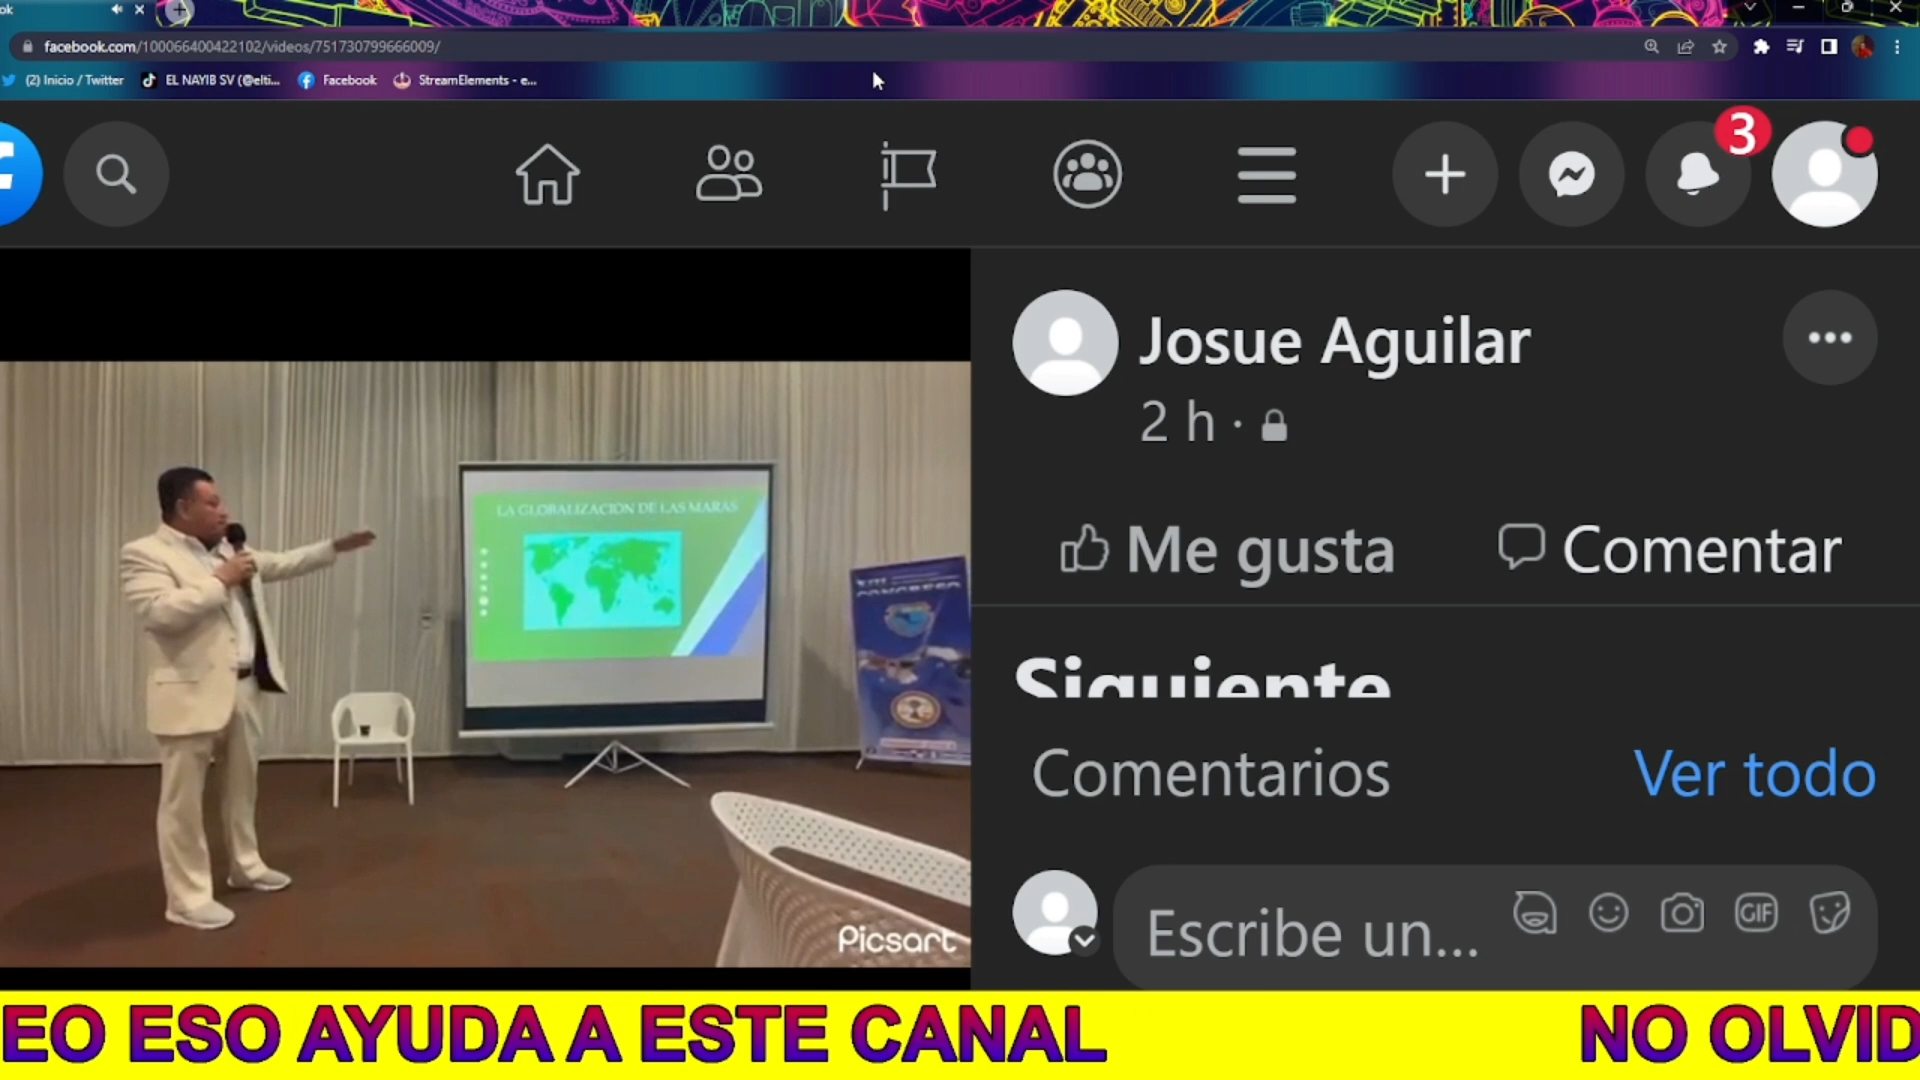 ok
facebook.com/100066400422102/videos/751730799666009/
(2) Inicio / Twitter
EL NAYIB SV (@elti...
Facebook
StreamElements - e...
3
Josue Aguilar
2 h ·
Me gusta
Comentar
LA GLOBALIZACION DE LAS MARAS
CONGRESO
Siguiente
Comentarios
Ver todo
Escribe un...
GIF
Picsart
EO ESO AYUDA A ESTE CANAL
NO OLVID